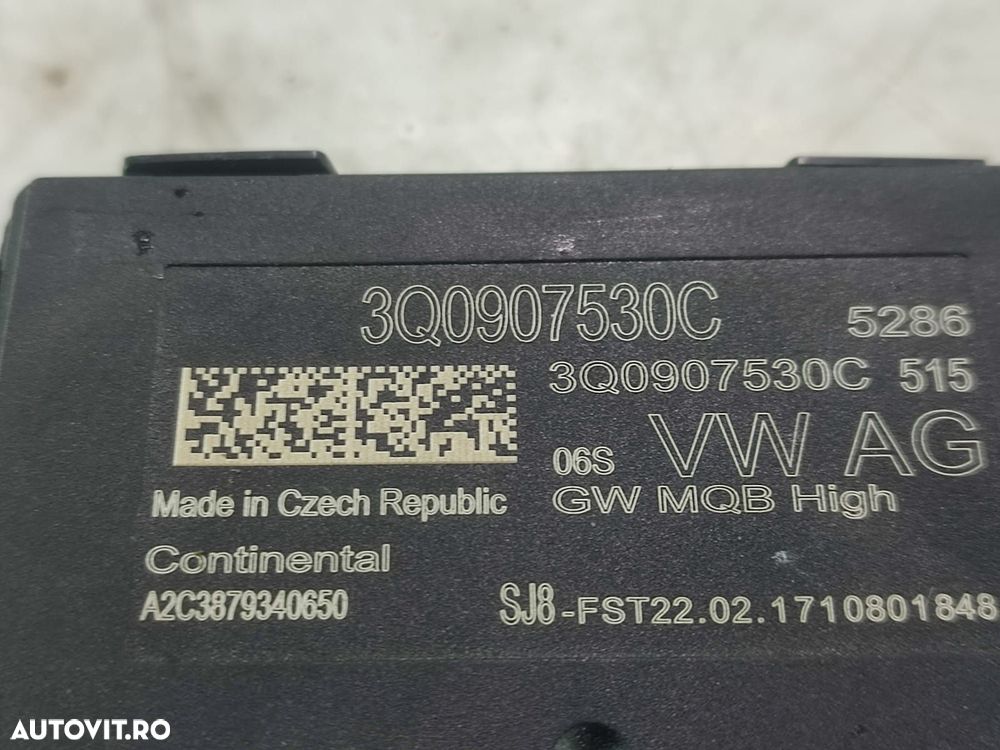 3Q0907530C 5286
3Q0907530C 515
06S VW AG
GW MQB High
Made in Czech Republic
Continental
A2C3879340650 SJ8-FST22.02.1710801848
AUTOVIT.RO